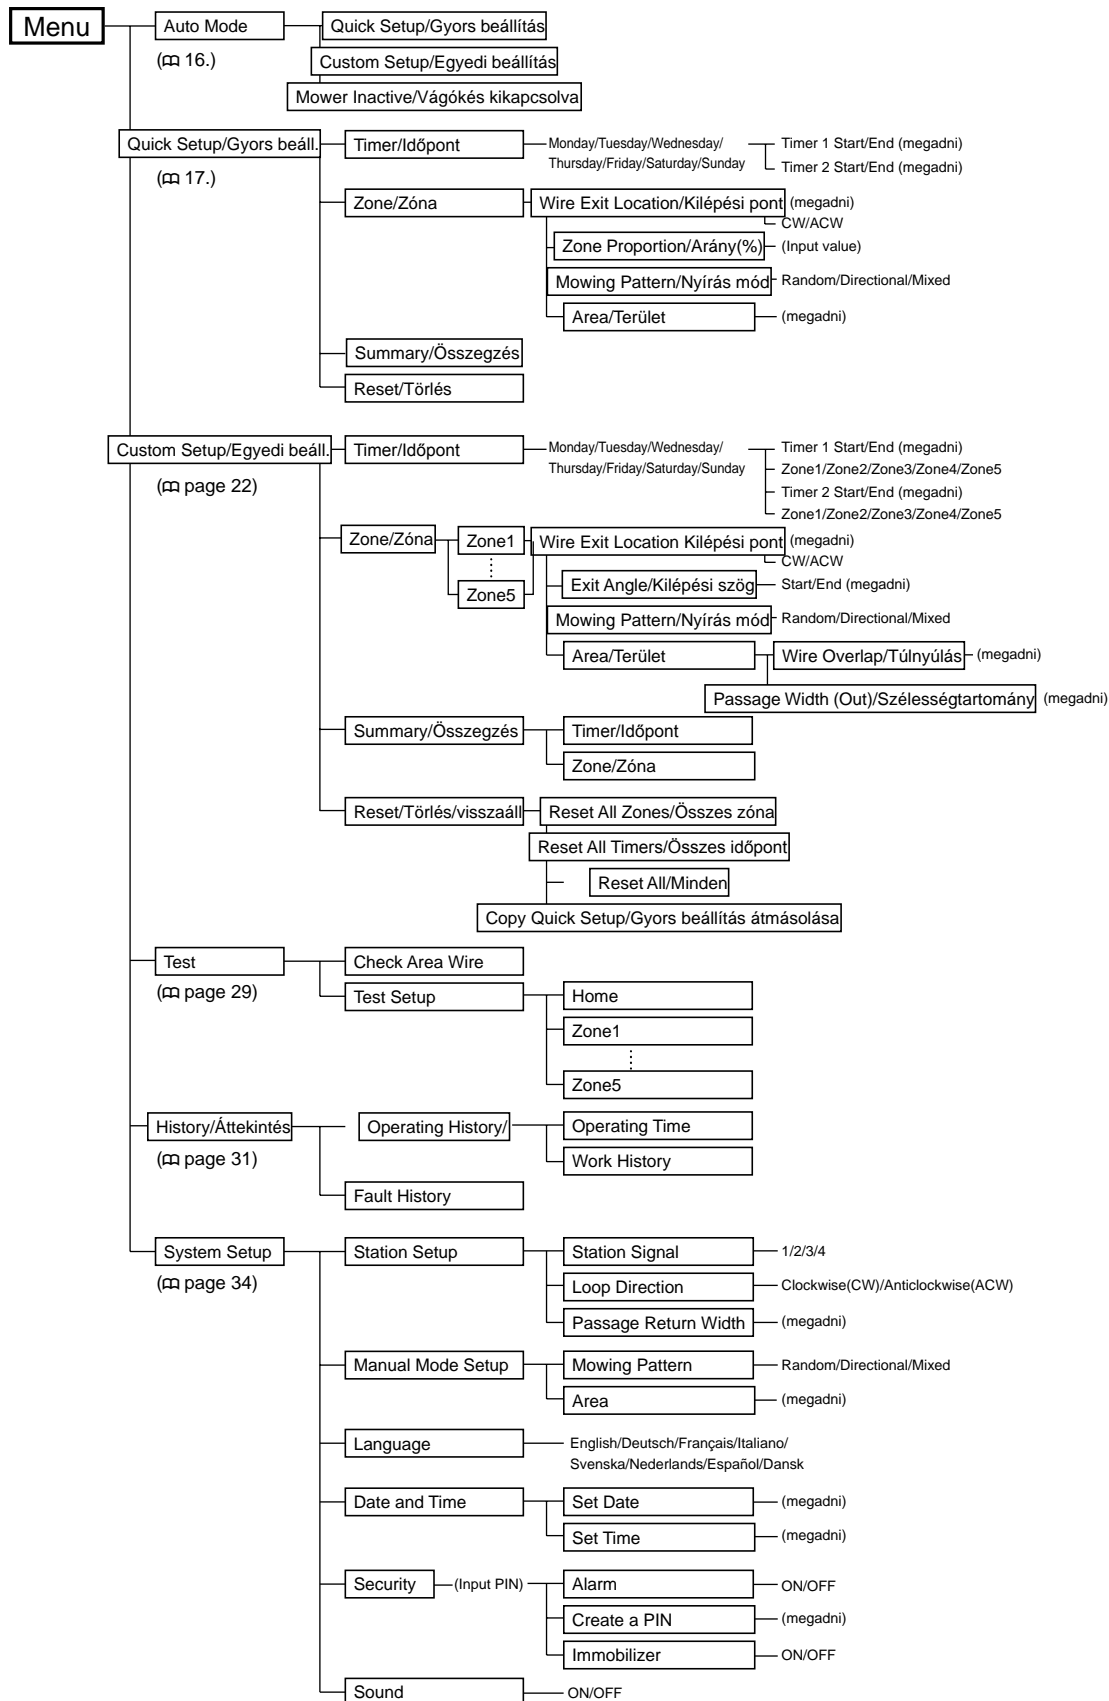 Menu
Auto Mode
Quick Setup/Gyors beállítás
(📖 16.)
Custom Setup/Egyedi beállítás
Mower Inactive/Vágókés kikapcsolva
Quick Setup/Gyors beáll.
Timer/Időpont
Monday/Tuesday/Wednesday/
Thursday/Friday/Saturday/Sunday
Timer 1 Start/End (megadni)
Timer 2 Start/End (megadni)
(📖 17.)
Zone/Zóna
Wire Exit Location/Kilépési pont
(megadni)
CW/ACW
Zone Proportion/Arány(%)
(Input value)
Mowing Pattern/Nyírás mód
Random/Directional/Mixed
Area/Terület
(megadni)
Summary/Összegzés
Reset/Törlés
Custom Setup/Egyedi beáll.
Timer/Időpont
Monday/Tuesday/Wednesday/
Thursday/Friday/Saturday/Sunday
Timer 1 Start/End (megadni)
Zone1/Zone2/Zone3/Zone4/Zone5
Timer 2 Start/End (megadni)
Zone1/Zone2/Zone3/Zone4/Zone5
(📖 page 22)
Zone/Zóna
Zone1
Zone5
Wire Exit Location Kilépési pont
(megadni)
CW/ACW
Exit Angle/Kilépési szög
Start/End (megadni)
Mowing Pattern/Nyírás mód
Random/Directional/Mixed
Area/Terület
Wire Overlap/Túlnyúlás
(megadni)
Passage Width (Out)/Szélességtartomány
(megadni)
Summary/Összegzés
Timer/Időpont
Zone/Zóna
Reset/Törlés/visszaáll
Reset All Zones/Összes zóna
Reset All Timers/Összes időpont
Reset All/Minden
Copy Quick Setup/Gyors beállítás átmásolása
Test
Check Area Wire
(📖 page 29)
Test Setup
Home
Zone1
Zone5
History/Áttekintés
Operating History/
Operating Time
(📖 page 31)
Work History
Fault History
System Setup
Station Setup
Station Signal
1/2/3/4
(📖 page 34)
Loop Direction
Clockwise(CW)/Anticlockwise(ACW)
Passage Return Width
(megadni)
Manual Mode Setup
Mowing Pattern
Random/Directional/Mixed
Area
(megadni)
Language
English/Deutsch/Français/Italiano/
Svenska/Nederlands/Español/Dansk
Date and Time
Set Date
(megadni)
Set Time
(megadni)
Security
(Input PIN)
Alarm
ON/OFF
Create a PIN
(megadni)
Immobilizer
ON/OFF
Sound
ON/OFF